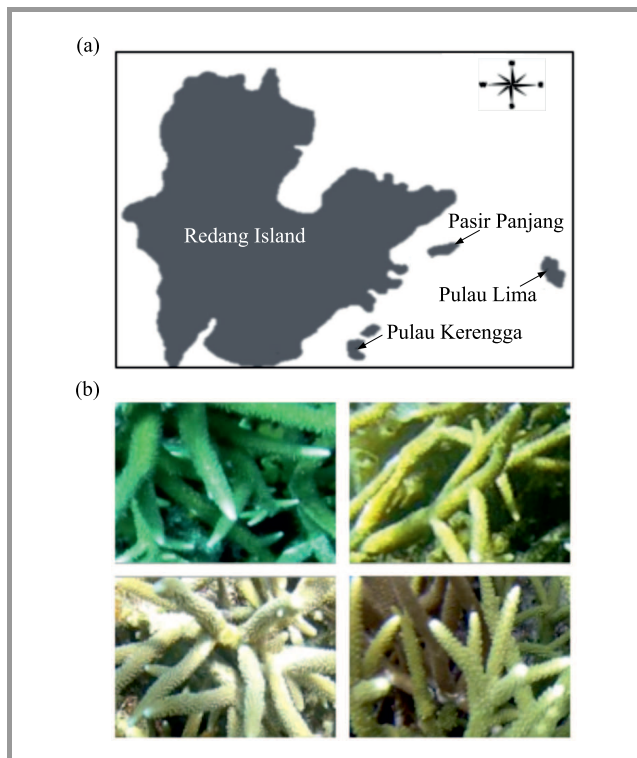 (a)
Redang Island
Pasir Panjang
Pulau Lima
Pulau Kerengga
(b)